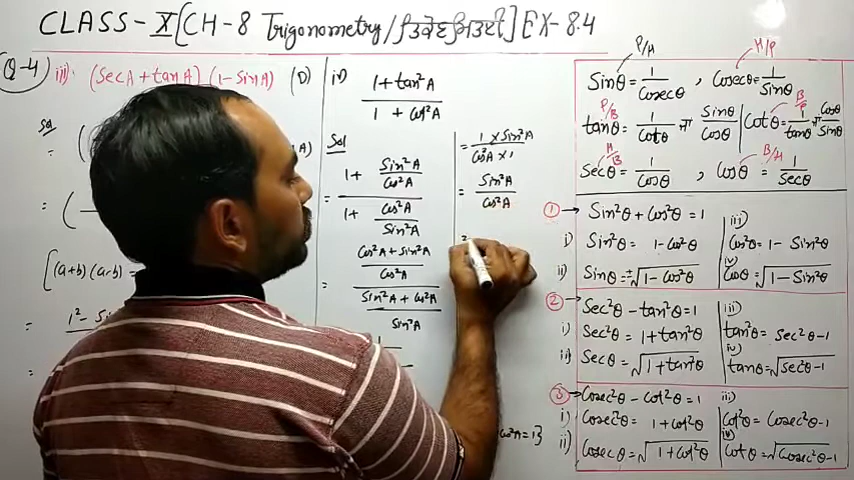 CLASS - X [CH-8 Trigonometry / ਤਿਕੋਣਮਿਤੀ] EX-8.4
Q-4 iii) (SecA + tanA) (1 - SinA) (D)
Sol
=
= (
[(a+b)(a-b)
= 1² - Si
=
iv) 1 + tan²A
1 + Cot²A
Sol
= 1 + Sin²A/Cos²A
1 + Cos²A/Sin²A
= Cos²A + Sin²A
Cos²A
Sin²A + Cos²A
Sin²A
= 1 × Sin²A
Cos²A × 1
= Sin²A
Cos²A
Cos²A = 1}
P/H H/P
Sinθ = 1/Cosecθ , Cosecθ = 1/Sinθ
P/B B/P
tanθ = 1/Cotθ ਜਾਂ Sinθ/Cosθ | Cotθ = 1/tanθ ਜਾਂ Cosθ/Sinθ
H/B B/H
Secθ = 1/Cosθ , Cosθ = 1/Secθ
① → Sin²θ + Cos²θ = 1
i) Sin²θ = 1 - Cos²θ
ii) Sinθ = ±√1 - Cos²θ
iii) Cos²θ = 1 - Sin²θ
iv) Cosθ = √1 - Sin²θ
② → Sec²θ - tan²θ = 1
i) Sec²θ = 1 + tan²θ
ii) Secθ = √1 + tan²θ
iii) tan²θ = Sec²θ - 1
iv) tanθ = √Sec²θ - 1
③ → Cosec²θ - Cot²θ = 1
i) Cosec²θ = 1 + Cot²θ
ii) Cosecθ = √1 + Cot²θ
iii) Cot²θ = Cosec²θ - 1
iv) Cotθ = √Cosec²θ - 1